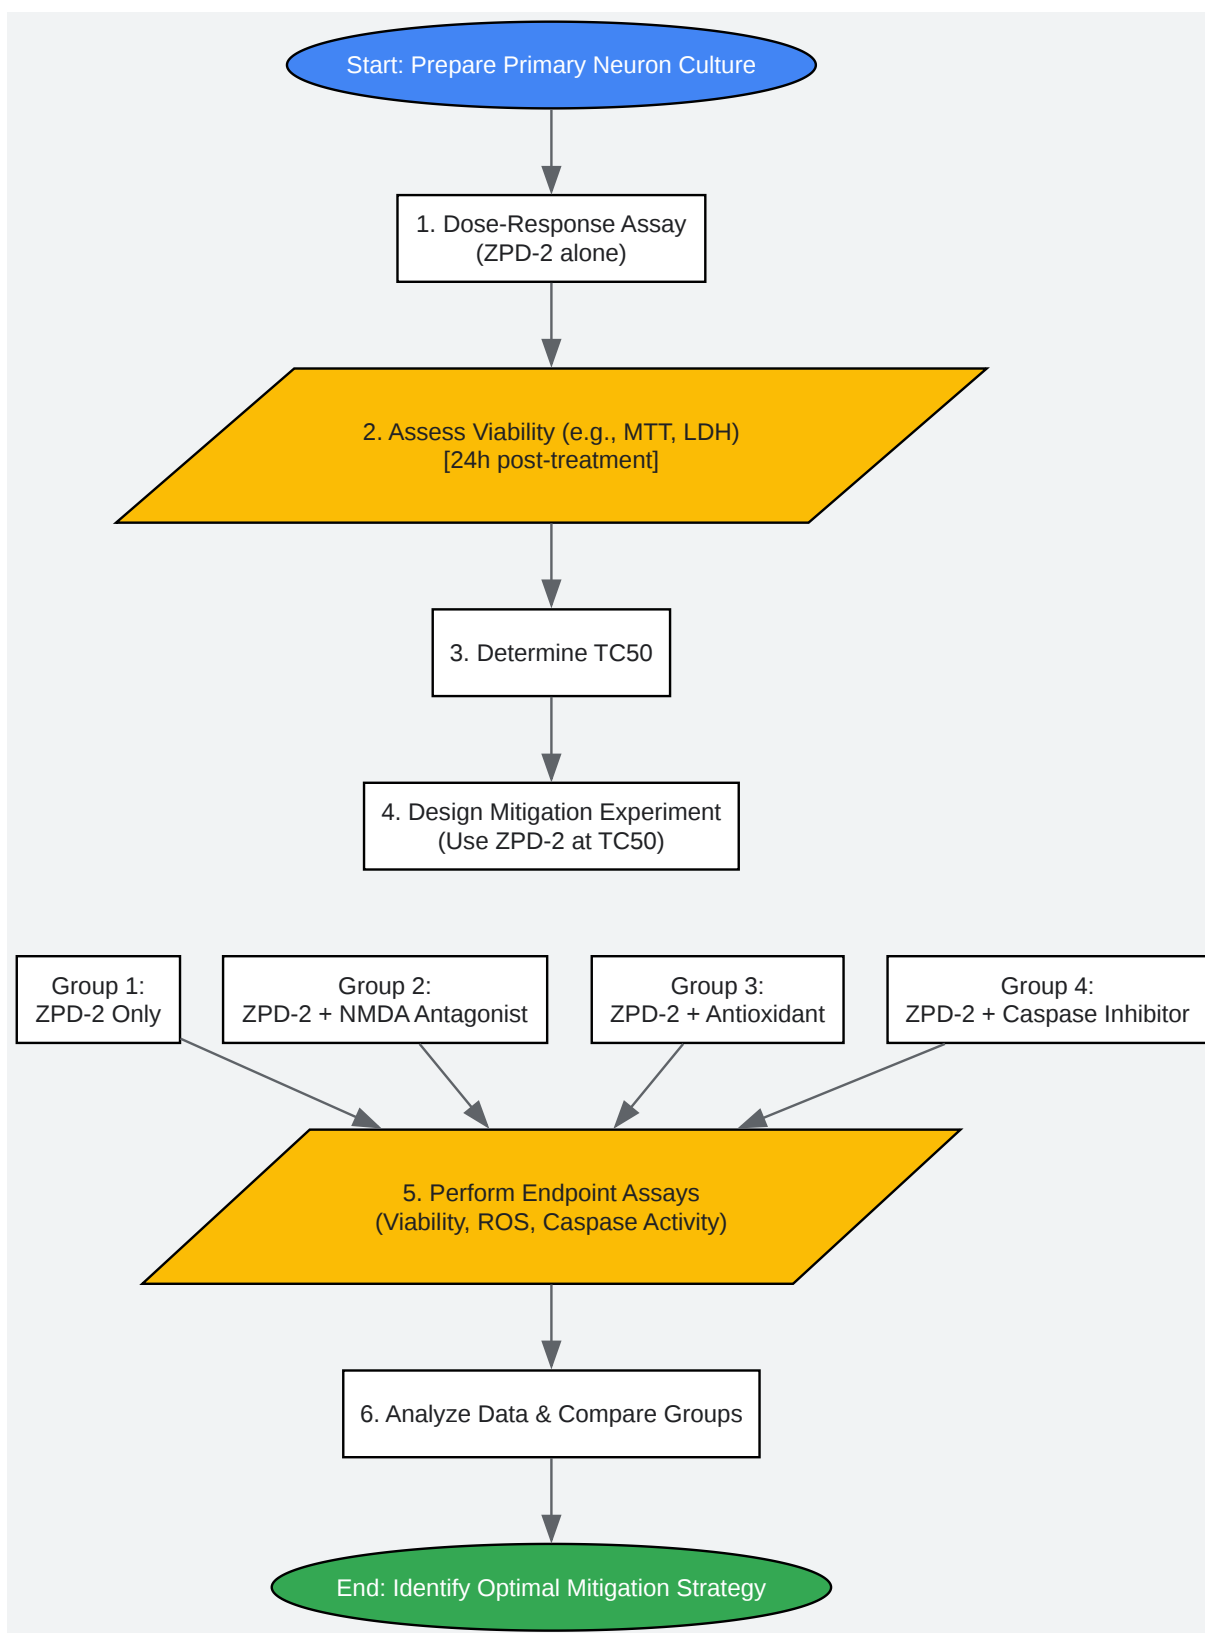 Start: Prepare Primary Neuron Culture
1. Dose-Response Assay
(ZPD-2 alone)
2. Assess Viability (e.g., MTT, LDH)
[24h post-treatment]
3. Determine TC50
4. Design Mitigation Experiment
(Use ZPD-2 at TC50)
Group 1:
ZPD-2 Only
Group 2:
ZPD-2 + NMDA Antagonist
Group 3:
ZPD-2 + Antioxidant
Group 4:
ZPD-2 + Caspase Inhibitor
5. Perform Endpoint Assays
(Viability, ROS, Caspase Activity)
6. Analyze Data & Compare Groups
End: Identify Optimal Mitigation Strategy